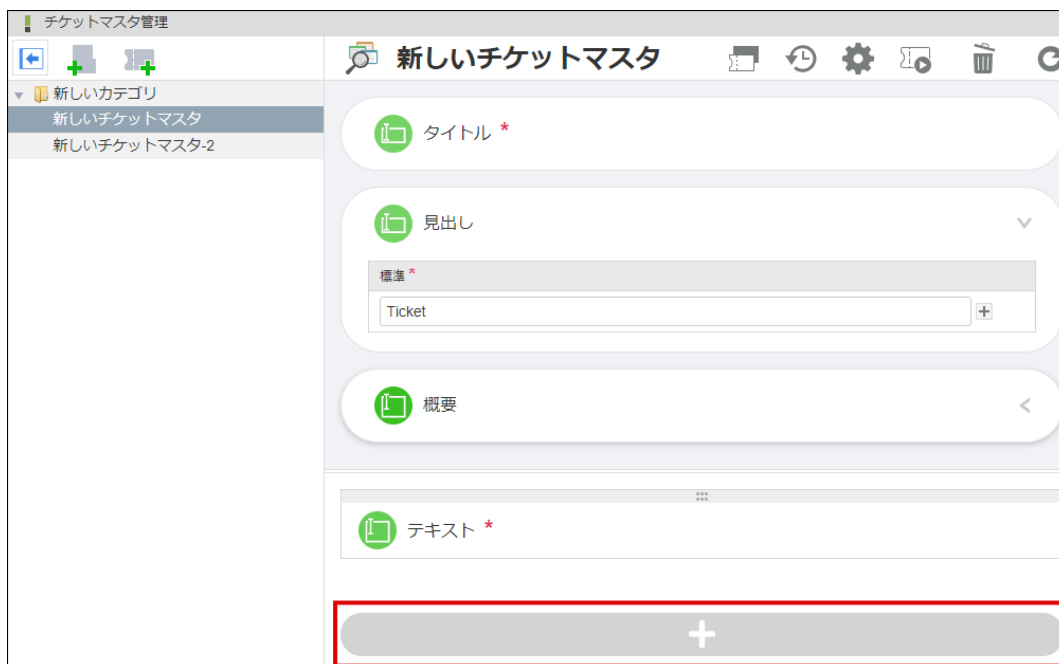 チケットマスタ管理
新しいチケットマスタ
新しいカテゴリ
新しいチケットマスタ
新しいチケットマスタ-2
タイトル *
見出し
標準 *
Ticket
概要
テキスト *